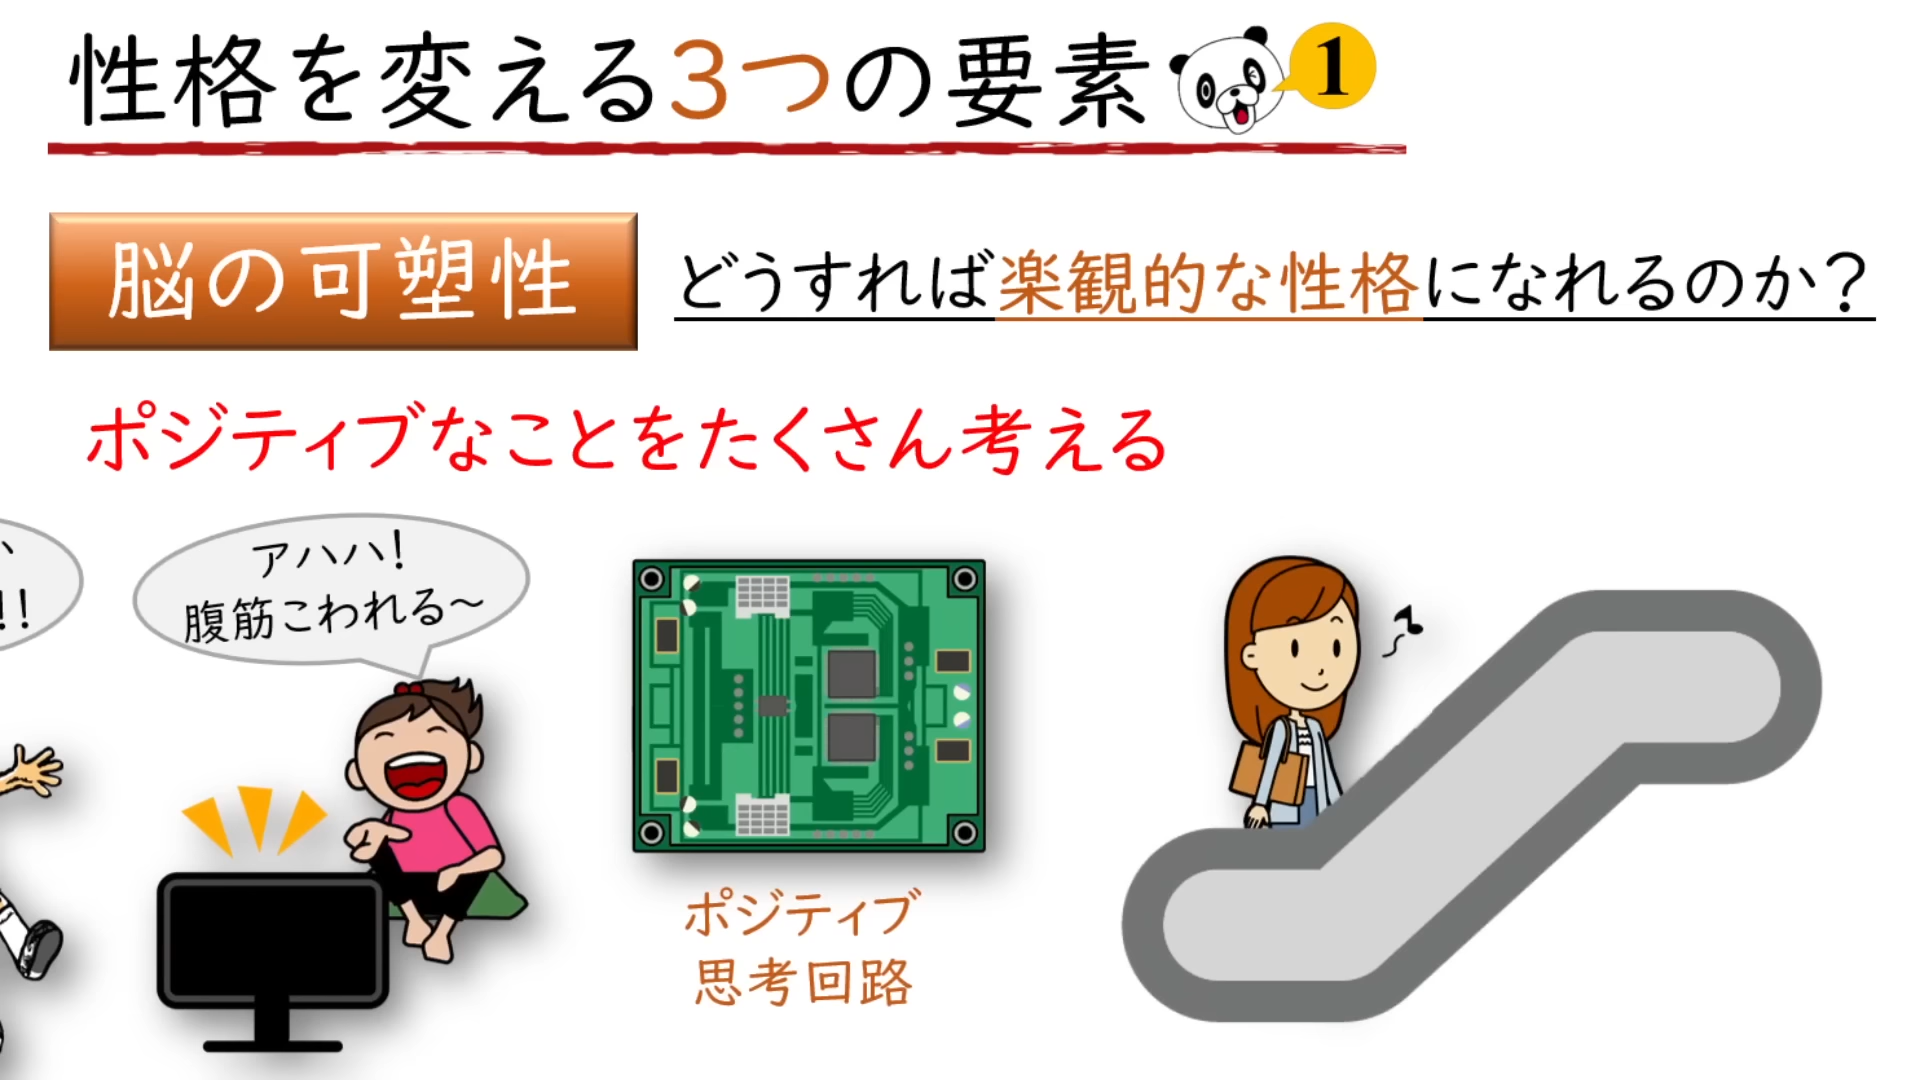 性格を変える3つの要素
1
脳の可塑性
どうすれば楽観的な性格になれるのか?
ポジティブなことをたくさん考える
!!
アハハ!
腹筋こわれる〜
ポジティブ
思考回路